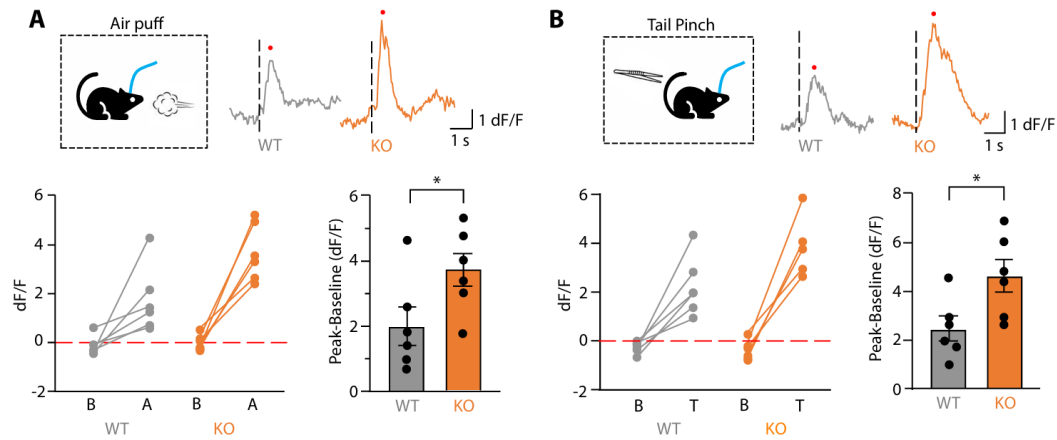 A
Air puff
WT
KO
1 dF/F
1 s
dF/F
6
4
2
0
-2
B A B A
WT KO
Peak-Baseline (dF/F)
6
4
2
0
*
WT KO
B
Tail Pinch
WT
KO
1 dF/F
1 s
dF/F
6
4
2
0
-2
B T B T
WT KO
Peak-Baseline (dF/F)
8
6
4
2
0
*
WT KO